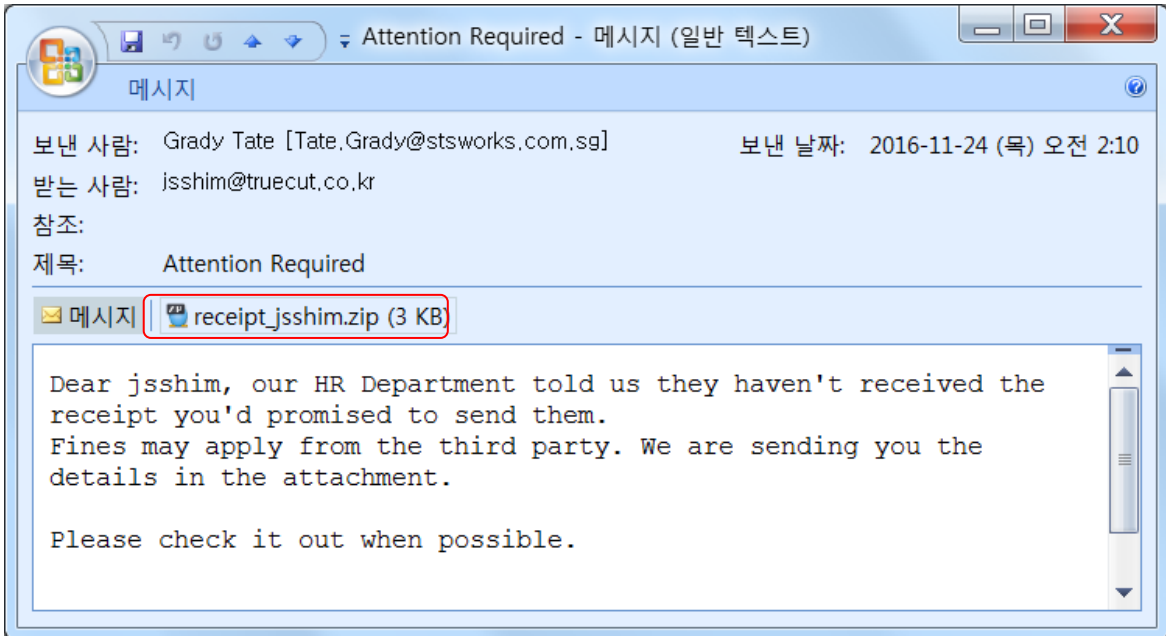 Attention Required - 메시지 (일반 텍스트)
메시지
보낸 사람: Grady Tate [Tate.Grady@stsworks.com.sg] 보낸 날짜: 2016-11-24 (목) 오전 2:10
받는 사람: jsshim@truecut.co.kr
참조:
제목: Attention Required
메시지 receipt_jsshim.zip (3 KB)
Dear jsshim, our HR Department told us they haven't received the
receipt you'd promised to send them.
Fines may apply from the third party. We are sending you the
details in the attachment.
Please check it out when possible.